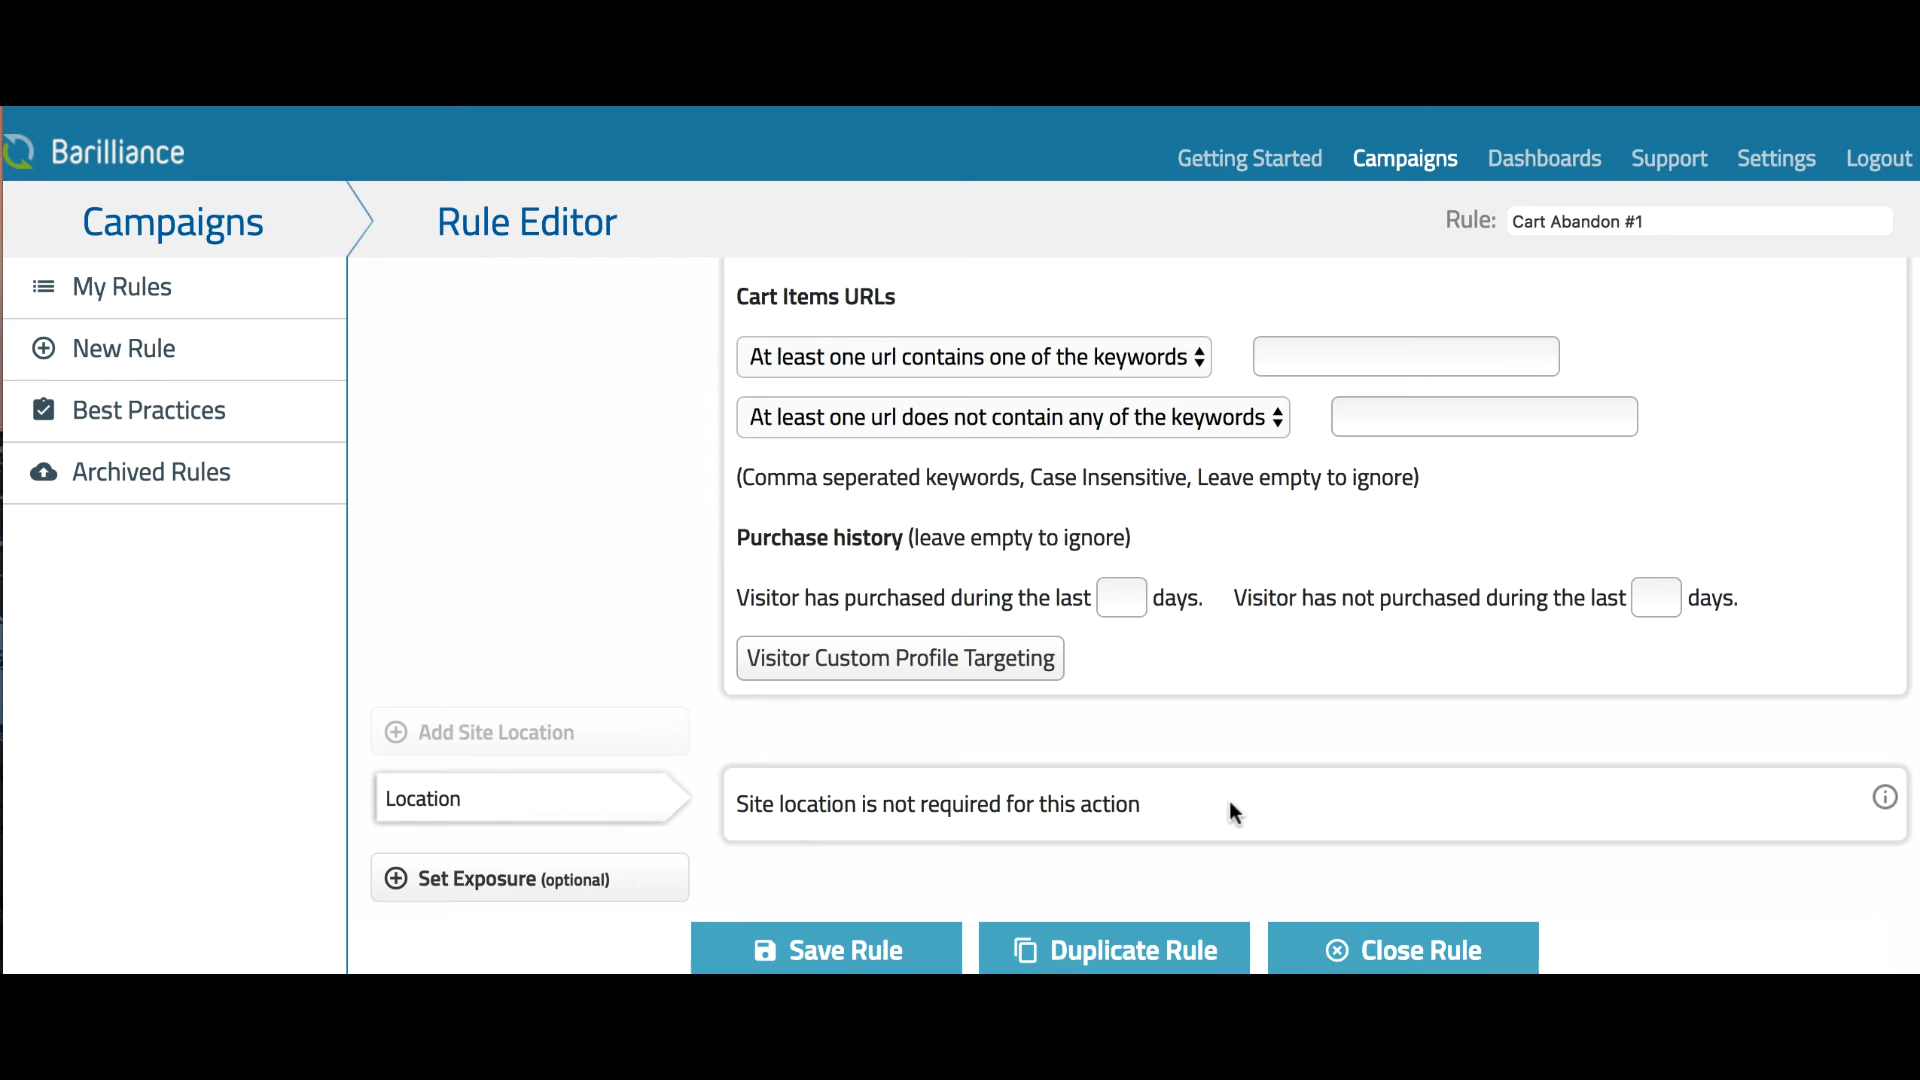 Barilliance
Getting Started Campaigns Dashboards Support Settings Logout
Campaigns
Rule Editor
Rule: Cart Abandon #1
My Rules
New Rule
Best Practices
Archived Rules
Cart Items URLs
At least one url contains one of the keywords
At least one url does not contain any of the keywords
(Comma seperated keywords, Case Insensitive, Leave empty to ignore)
Purchase history (leave empty to ignore)
Visitor has purchased during the last days. Visitor has not purchased during the last days.
Visitor Custom Profile Targeting
Add Site Location
Location
Site location is not required for this action
Set Exposure (optional)
Save Rule Duplicate Rule Close Rule